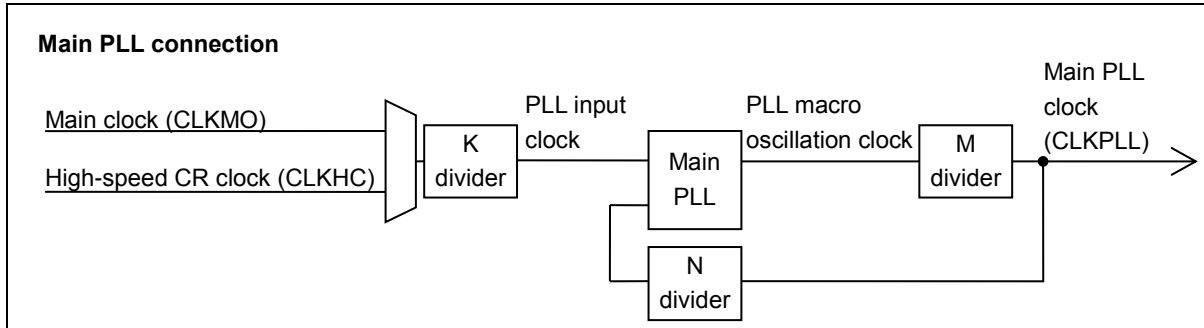 Main PLL connection
Main clock (CLKMO)
High-speed CR clock (CLKHC)
K
divider
PLL input
clock
Main
PLL
PLL macro
oscillation clock
M
divider
Main PLL
clock
(CLKPLL)
N
divider